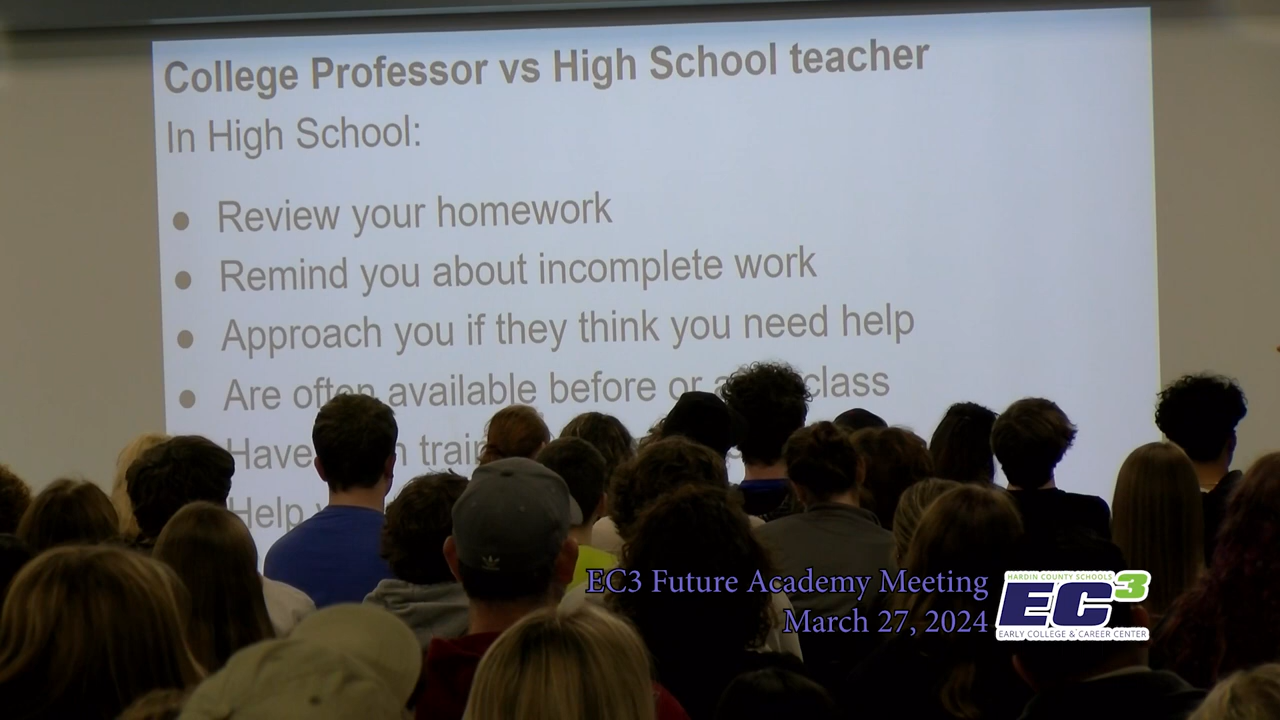 College Professor vs High School teacher
In High School:
● Review your homework
● Remind you about incomplete work
● Approach you if they think you need help
● Are often available before or class
Have
Help
EC3 Future Academy Meeting
March 27, 2024
HARDIN COUNTY SCHOOLS
EC3
EARLY COLLEGE & CAREER CENTER